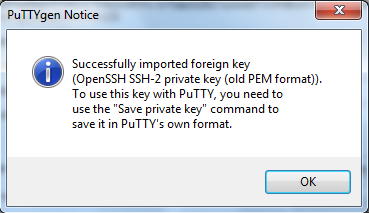 PuTTYgen Notice
Successfully imported foreign key
(OpenSSH SSH-2 private key (old PEM format)).
To use this key with PuTTY, you need to
use the "Save private key" command to
save it in PuTTY's own format.
OK